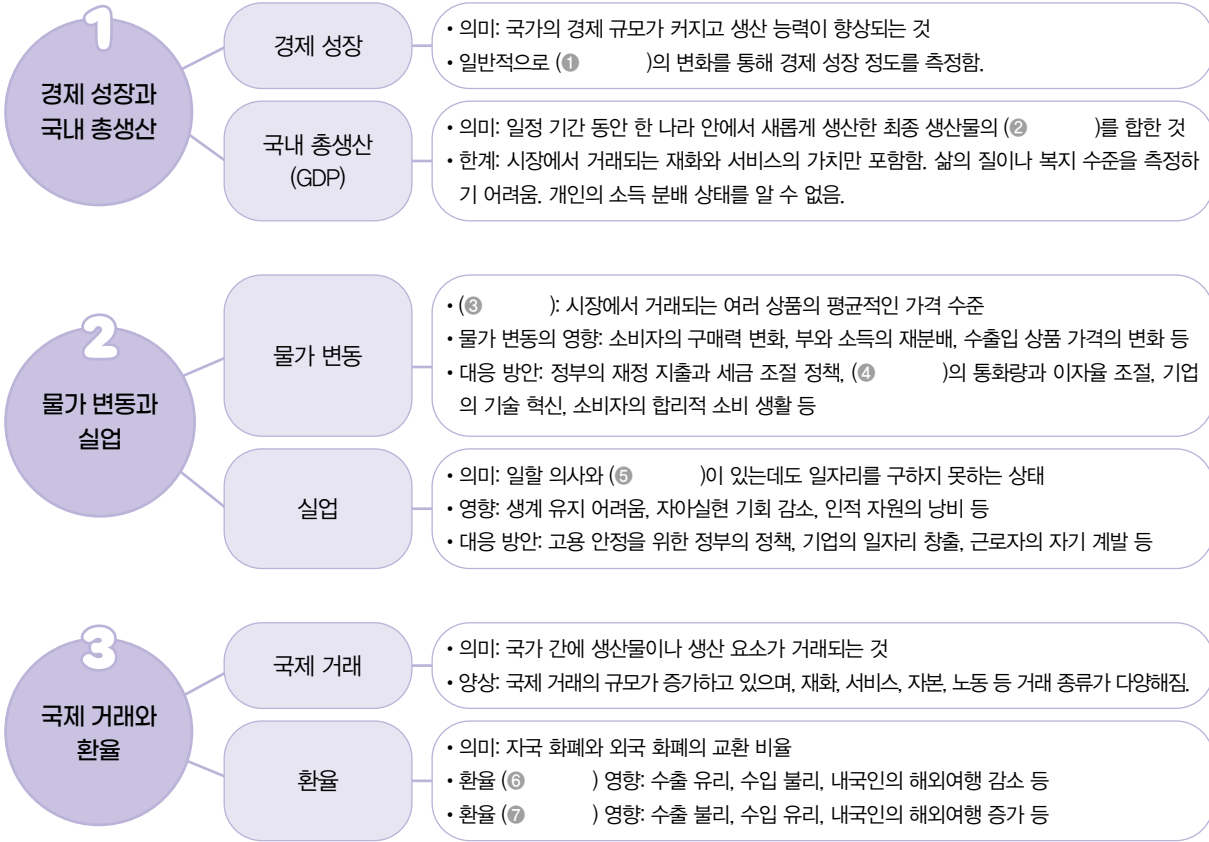 1
경제 성장과
국내 총생산
경제 성장
• 의미: 국가의 경제 규모가 커지고 생산 능력이 향상되는 것
• 일반적으로 (❶ )의 변화를 통해 경제 성장 정도를 측정함.
국내 총생산
(GDP)
• 의미: 일정 기간 동안 한 나라 안에서 새롭게 생산한 최종 생산물의 (❷ )를 합한 것
• 한계: 시장에서 거래되는 재화와 서비스의 가치만 포함함. 삶의 질이나 복지 수준을 측정하
기 어려움. 개인의 소득 분배 상태를 알 수 없음.
2
물가 변동과
실업
물가 변동
• (❸ ): 시장에서 거래되는 여러 상품의 평균적인 가격 수준
• 물가 변동의 영향: 소비자의 구매력 변화, 부와 소득의 재분배, 수출입 상품 가격의 변화 등
• 대응 방안: 정부의 재정 지출과 세금 조절 정책, (❹ )의 통화량과 이자율 조절, 기업
의 기술 혁신, 소비자의 합리적 소비 생활 등
실업
• 의미: 일할 의사와 (❺ )이 있는데도 일자리를 구하지 못하는 상태
• 영향: 생계 유지 어려움, 자아실현 기회 감소, 인적 자원의 낭비 등
• 대응 방안: 고용 안정을 위한 정부의 정책, 기업의 일자리 창출, 근로자의 자기 계발 등
3
국제 거래와
환율
국제 거래
• 의미: 국가 간에 생산물이나 생산 요소가 거래되는 것
• 양상: 국제 거래의 규모가 증가하고 있으며, 재화, 서비스, 자본, 노동 등 거래 종류가 다양해짐.
환율
• 의미: 자국 화폐와 외국 화폐의 교환 비율
• 환율 (❻ ) 영향: 수출 유리, 수입 불리, 내국인의 해외여행 감소 등
• 환율 (❼ ) 영향: 수출 불리, 수입 유리, 내국인의 해외여행 증가 등